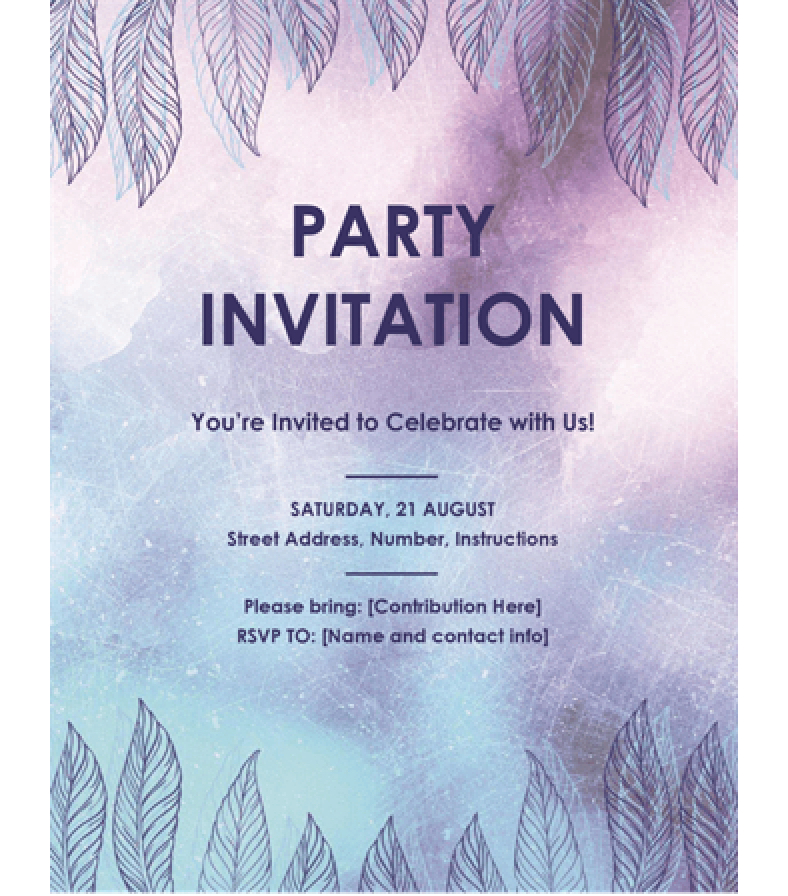 PARTY
INVITATION
You're Invited to Celebrate with Us!
SATURDAY, 21 AUGUST
Street Address, Number, Instructions
Please bring: [Contribution Here]
RSVP TO: [Name and contact info]